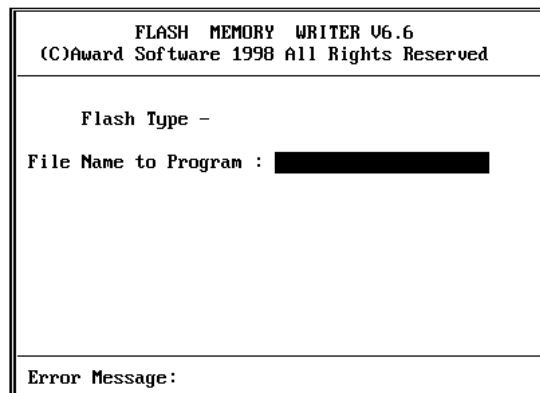 FLASH MEMORY WRITER V6.6
(C)Award Software 1998 All Rights Reserved
Flash Type -
File Name to Program :
Error Message: